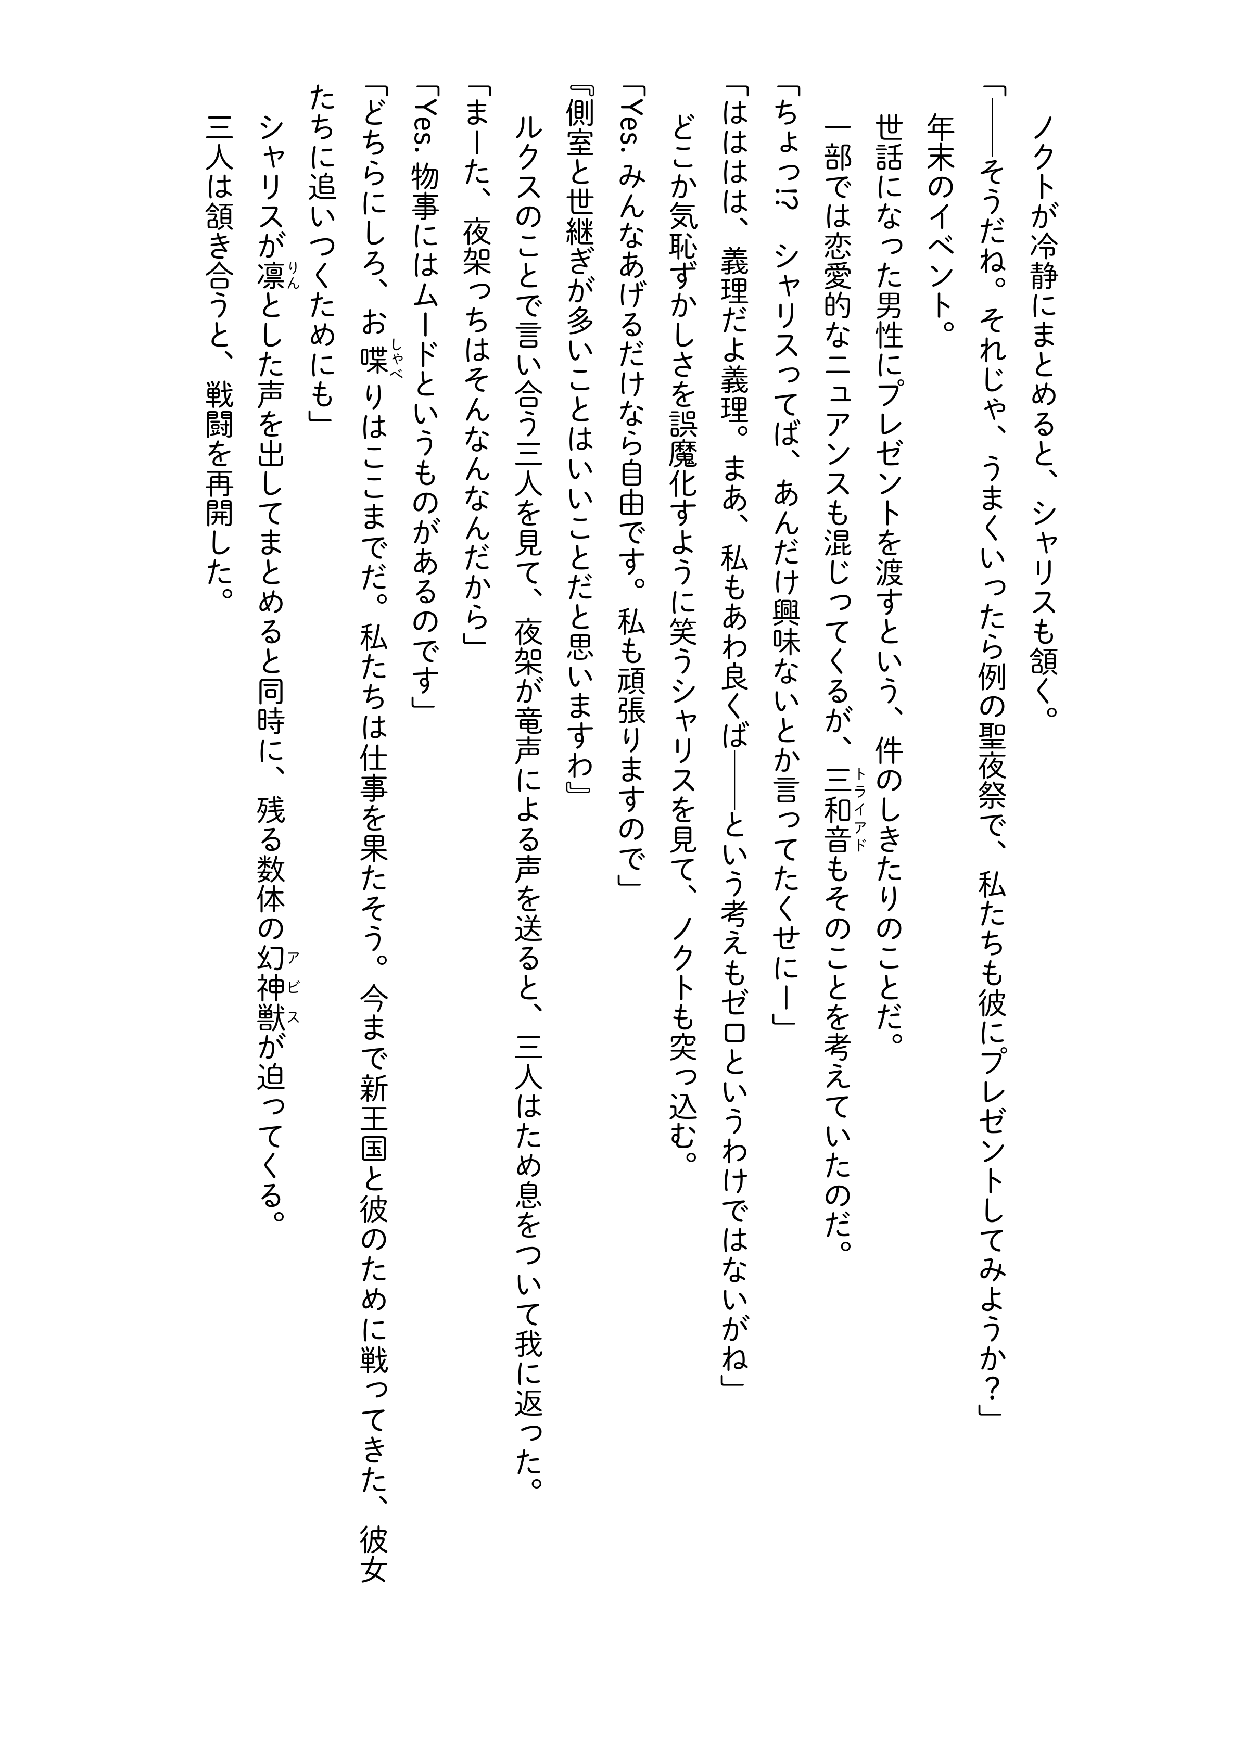 ノクトが冷静にまとめると、シャリスも頷く。
「――そうだね。それじゃ、うまくいったら例の聖夜祭で、私たちも彼にプレゼントしてみようか？」
年末のイベント。
世話になった男性にプレゼントを渡すという、件のしきたりのことだ。
一部では恋愛的なニュアンスも混じってくるが、三和音もそのことを考えていたのだ。
トライアド
「ちょっ!?　シャリスってば、あんだけ興味ないとか言ってたくせにー」
「はははは、義理だよ義理。まあ、私もあわ良くば――という考えもゼロというわけではないがね」
どこか気恥ずかしさを誤魔化すように笑うシャリスを見て、ノクトも突っ込む。
「Yes. みんなあげるだけなら自由です。私も頑張りますので」
『側室と世継ぎが多いことはいいことだと思いますわ』
ルクスのことで言い合う三人を見て、夜架が竜声による声を送ると、三人はため息をついて我に返った。
「まーた、夜架っちはそんなんなんだから」
「Yes. 物事にはムードというものがあるのです」
「どちらにしろ、お喋りはここまでだ。私たちは仕事を果たそう。今まで新王国と彼のために戦ってきた、彼女
しゃべ
たちに追いつくためにも」
シャリスが凛とした声を出してまとめると同時に、残る数体の幻神獣が迫ってくる。
りん
アビス
三人は頷き合うと、戦闘を再開した。